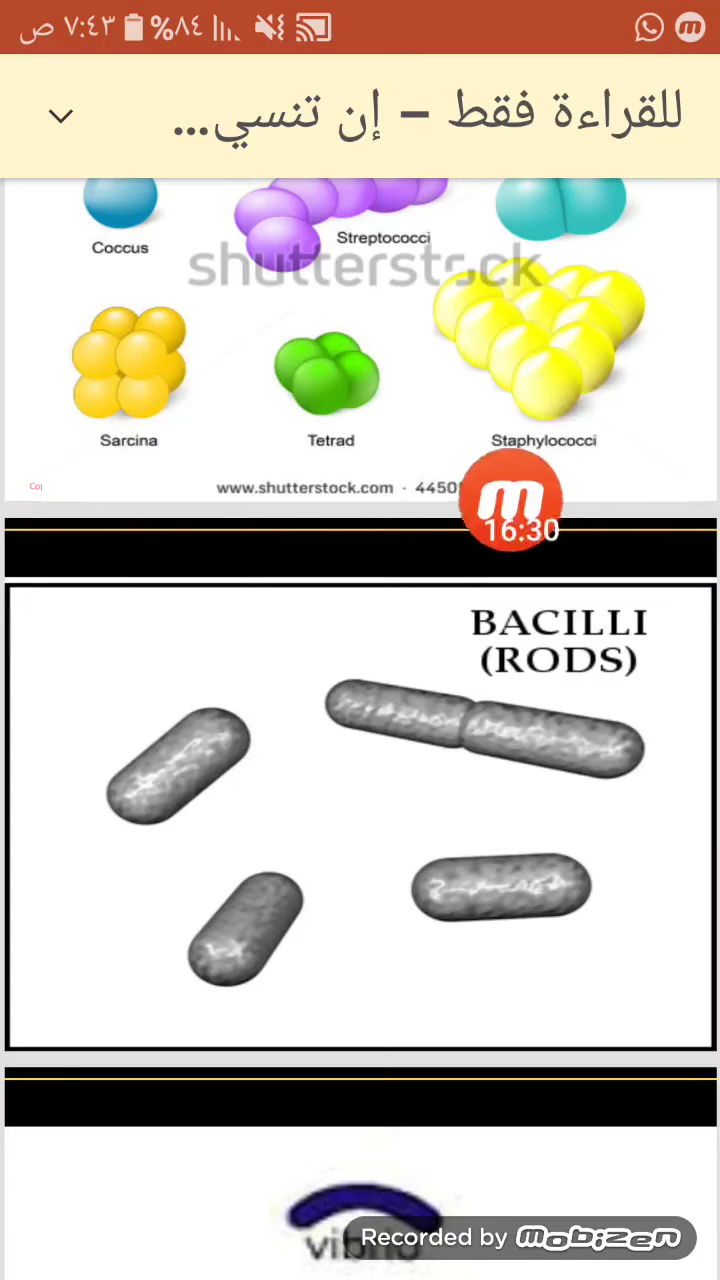 ٧:٤٣ ص ٨٤%
للقراءة فقط – إن تنسي...
Coccus
Streptococci
shutterstock
Sarcina
Tetrad
Staphylococci
www.shutterstock.com · 4450
16:30
BACILLI
(RODS)
vibrio
Recorded by mobizen